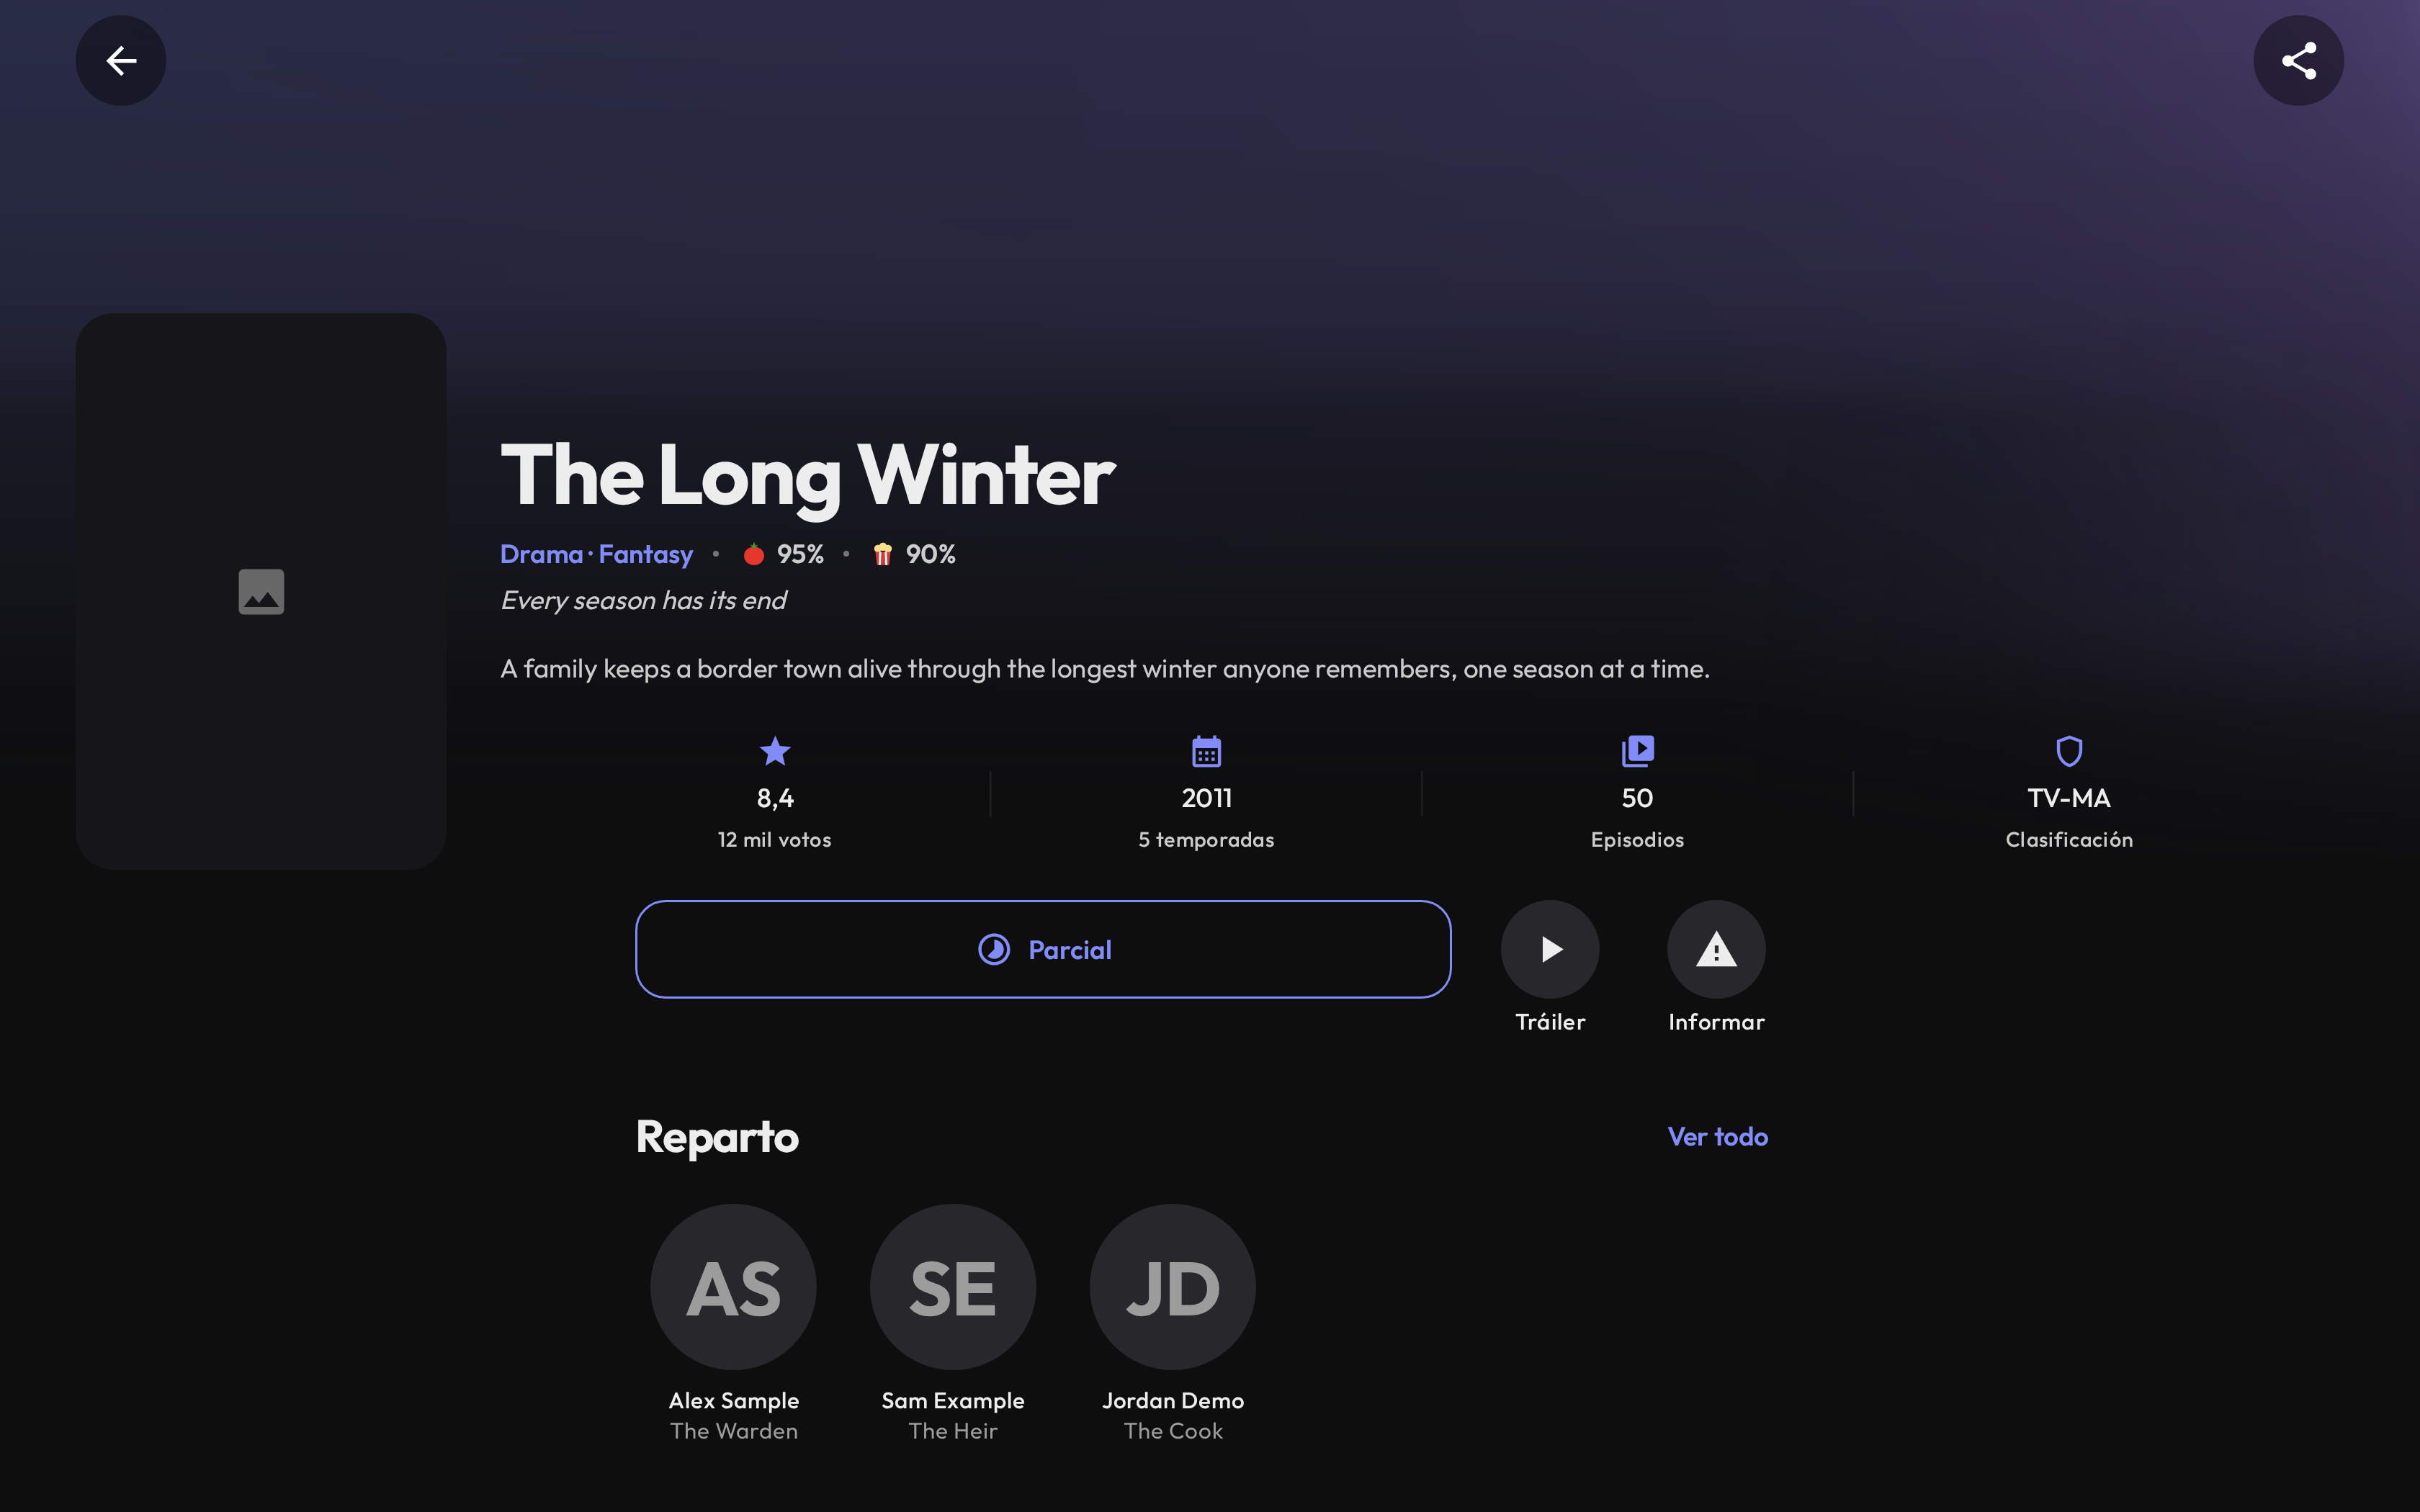 The Long Winter
Drama · Fantasy • 95% • 90%
Every season has its end
A family keeps a border town alive through the longest winter anyone remembers, one season at a time.
8,4
12 mil votos
2011
5 temporadas
50
Episodios
TV-MA
Clasificación
Parcial
Tráiler
Informar
Reparto
Ver todo
AS
SE
JD
Alex Sample
The Warden
Sam Example
The Heir
Jordan Demo
The Cook